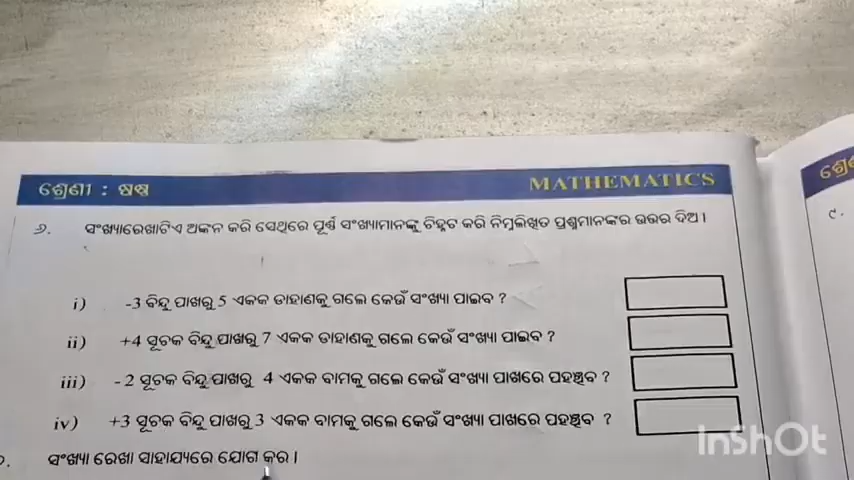 ଶ୍ରେଣୀ : ଷଷ୍ଠ
MATHEMATICS
୬. ସଂଖ୍ୟାରେଖାଟିଏ ଅଙ୍କନ କରି ସେଥିରେ ପୂର୍ଣ୍ଣ ସଂଖ୍ୟାମାନଙ୍କୁ ଚିହ୍ନଟ କରି ନିମ୍ନଲିଖିତ ପ୍ରଶ୍ନମାନଙ୍କର ଉତ୍ତର ଦିଅ।
i) -3 ବିନ୍ଦୁ ପାଖରୁ 5 ଏକକ ଡାହାଣକୁ ଗଲେ କେଉଁ ସଂଖ୍ୟା ପାଇବ ?
ii) +4 ସୂଚକ ବିନ୍ଦୁ ପାଖରୁ 7 ଏକକ ଡାହାଣକୁ ଗଲେ କେଉଁ ସଂଖ୍ୟା ପାଇବ ?
iii) - 2 ସୂଚକ ବିନ୍ଦୁ ପାଖରୁ 4 ଏକକ ବାମକୁ ଗଲେ କେଉଁ ସଂଖ୍ୟା ପାଖରେ ପହଞ୍ଚିବ ?
iv) +3 ସୂଚକ ବିନ୍ଦୁ ପାଖରୁ 3 ଏକକ ବାମକୁ ଗଲେ କେଉଁ ସଂଖ୍ୟା ପାଖରେ ପହଞ୍ଚିବ ?
ସଂଖ୍ୟା ରେଖା ସାହାଯ୍ୟରେ ଯୋଗ କର।
୯.
InShOt